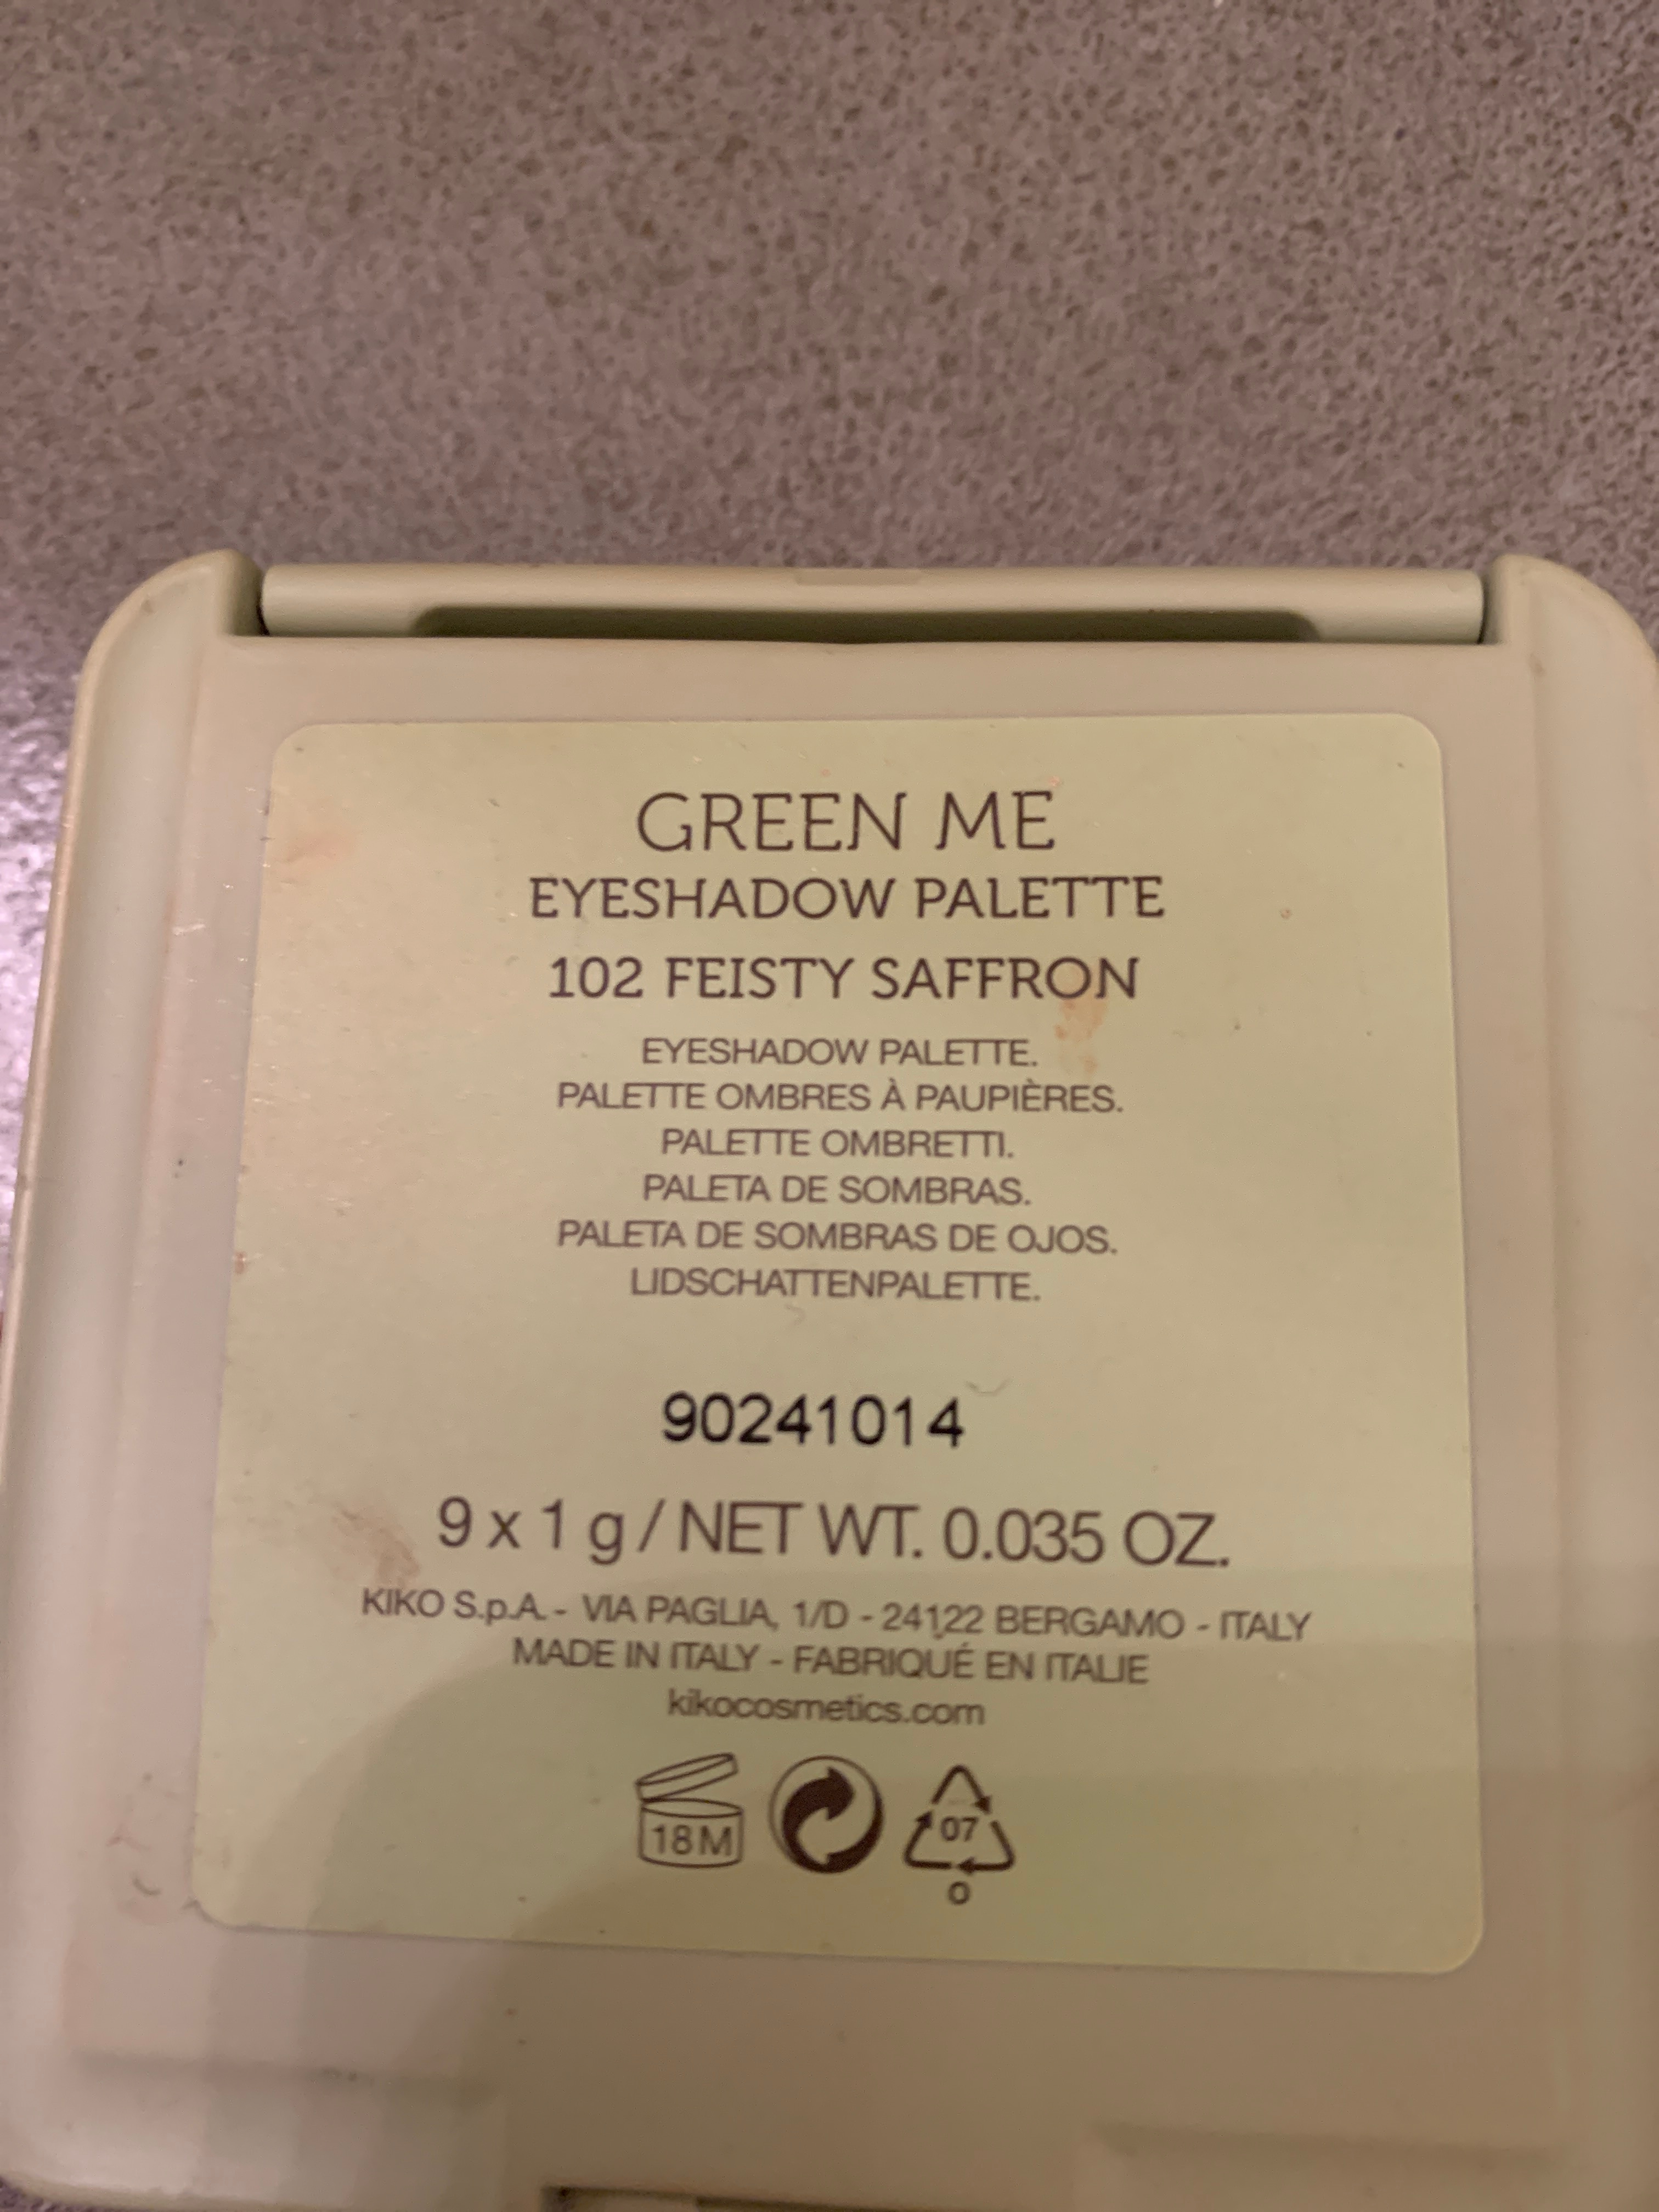 GREEN ME
EYESHADOW PALETTE
102 FEISTY SAFFRON
EYESHADOW PALETTE.
PALETTE OMBRES À PAUPIÈRES.
PALETTE OMBRETTI.
PALETA DE SOMBRAS.
PALETA DE SOMBRAS DE OJOS.
LIDSCHATTENPALETTE.
90241014
9 x 1 g / NET WT. 0.035 OZ.
KIKO S.p.A. - VIA PAGLIA, 1/D - 24122 BERGAMO - ITALY
MADE IN ITALY - FABRIQUÉ EN ITALIE
kikocosmetics.com
18 M 07
O